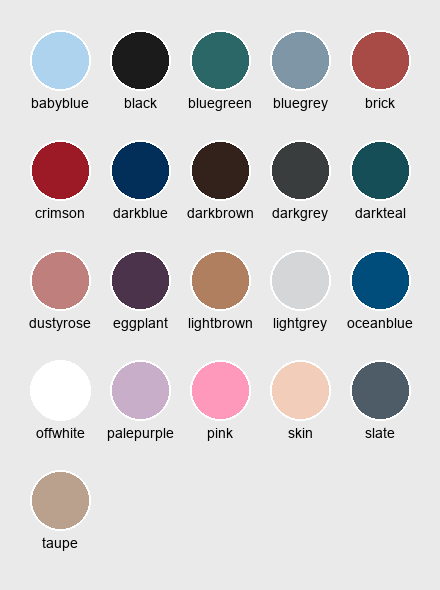 babyblue black bluegreen bluegrey brick
crimson darkblue darkbrown darkgrey darkteal
dustyrose eggplant lightbrown lightgrey oceanblue
offwhite palepurple pink skin slate
taupe